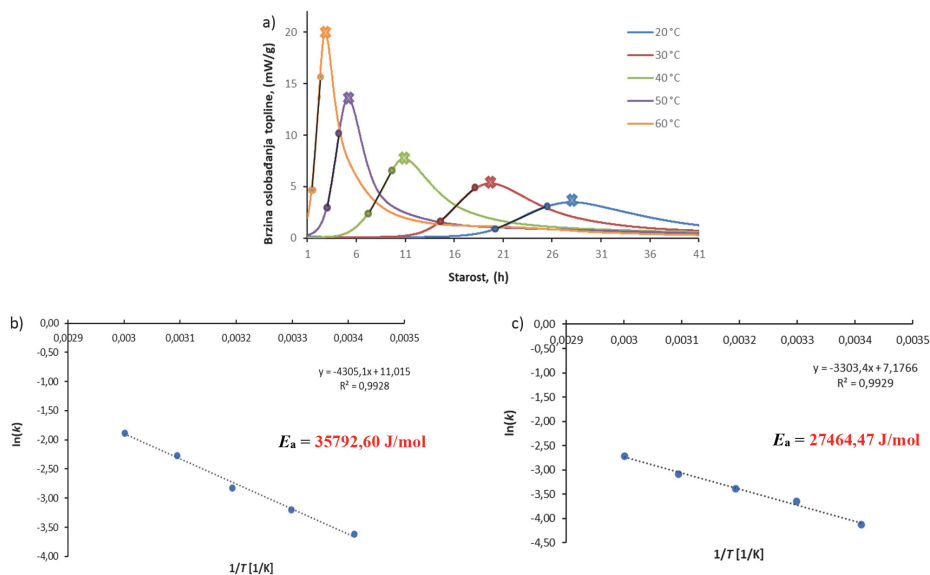 a)
Brzina oslobađanja topline, (mW/g)
20
15
10
5
0
1 6 11 16 21 26 31 36 41
Starost, (h)
20 °C
30 °C
40 °C
50 °C
60 °C
b)
0,00
-0,50
-1,00
-1,50
-2,00
-2,50
-3,00
-3,50
-4,00
0,0029 0,003 0,0031 0,0032 0,0033 0,0034 0,0035
ln(k)
y = -4305,1x + 11,015
R² = 0,9928
Ea = 35792,60 J/mol
1/T [1/K]
c)
0,00
-0,50
-1,00
-1,50
-2,00
-2,50
-3,00
-3,50
-4,00
-4,50
0,0029 0,003 0,0031 0,0032 0,0033 0,0034 0,0035
ln(k)
y = -3303,4x + 7,1766
R² = 0,9929
Ea = 27464,47 J/mol
1/T [1/K]